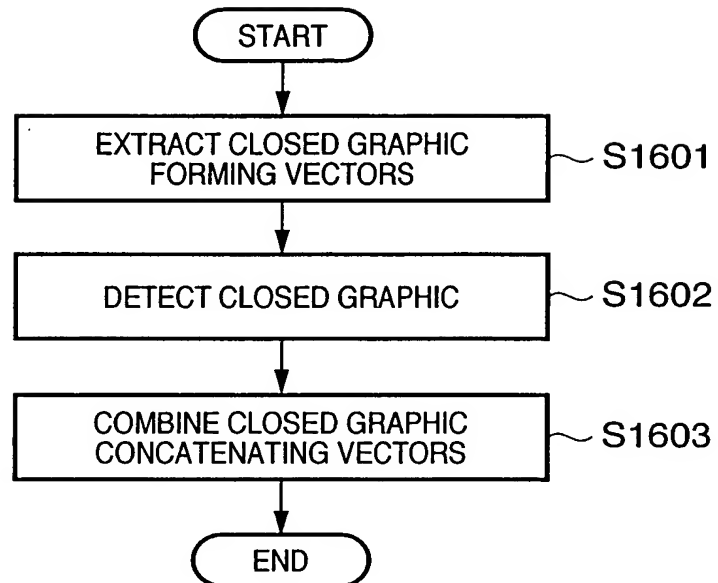 START
EXTRACT CLOSED GRAPHIC
FORMING VECTORS
S1601
DETECT CLOSED GRAPHIC
S1602
COMBINE CLOSED GRAPHIC
CONCATENATING VECTORS
S1603
END